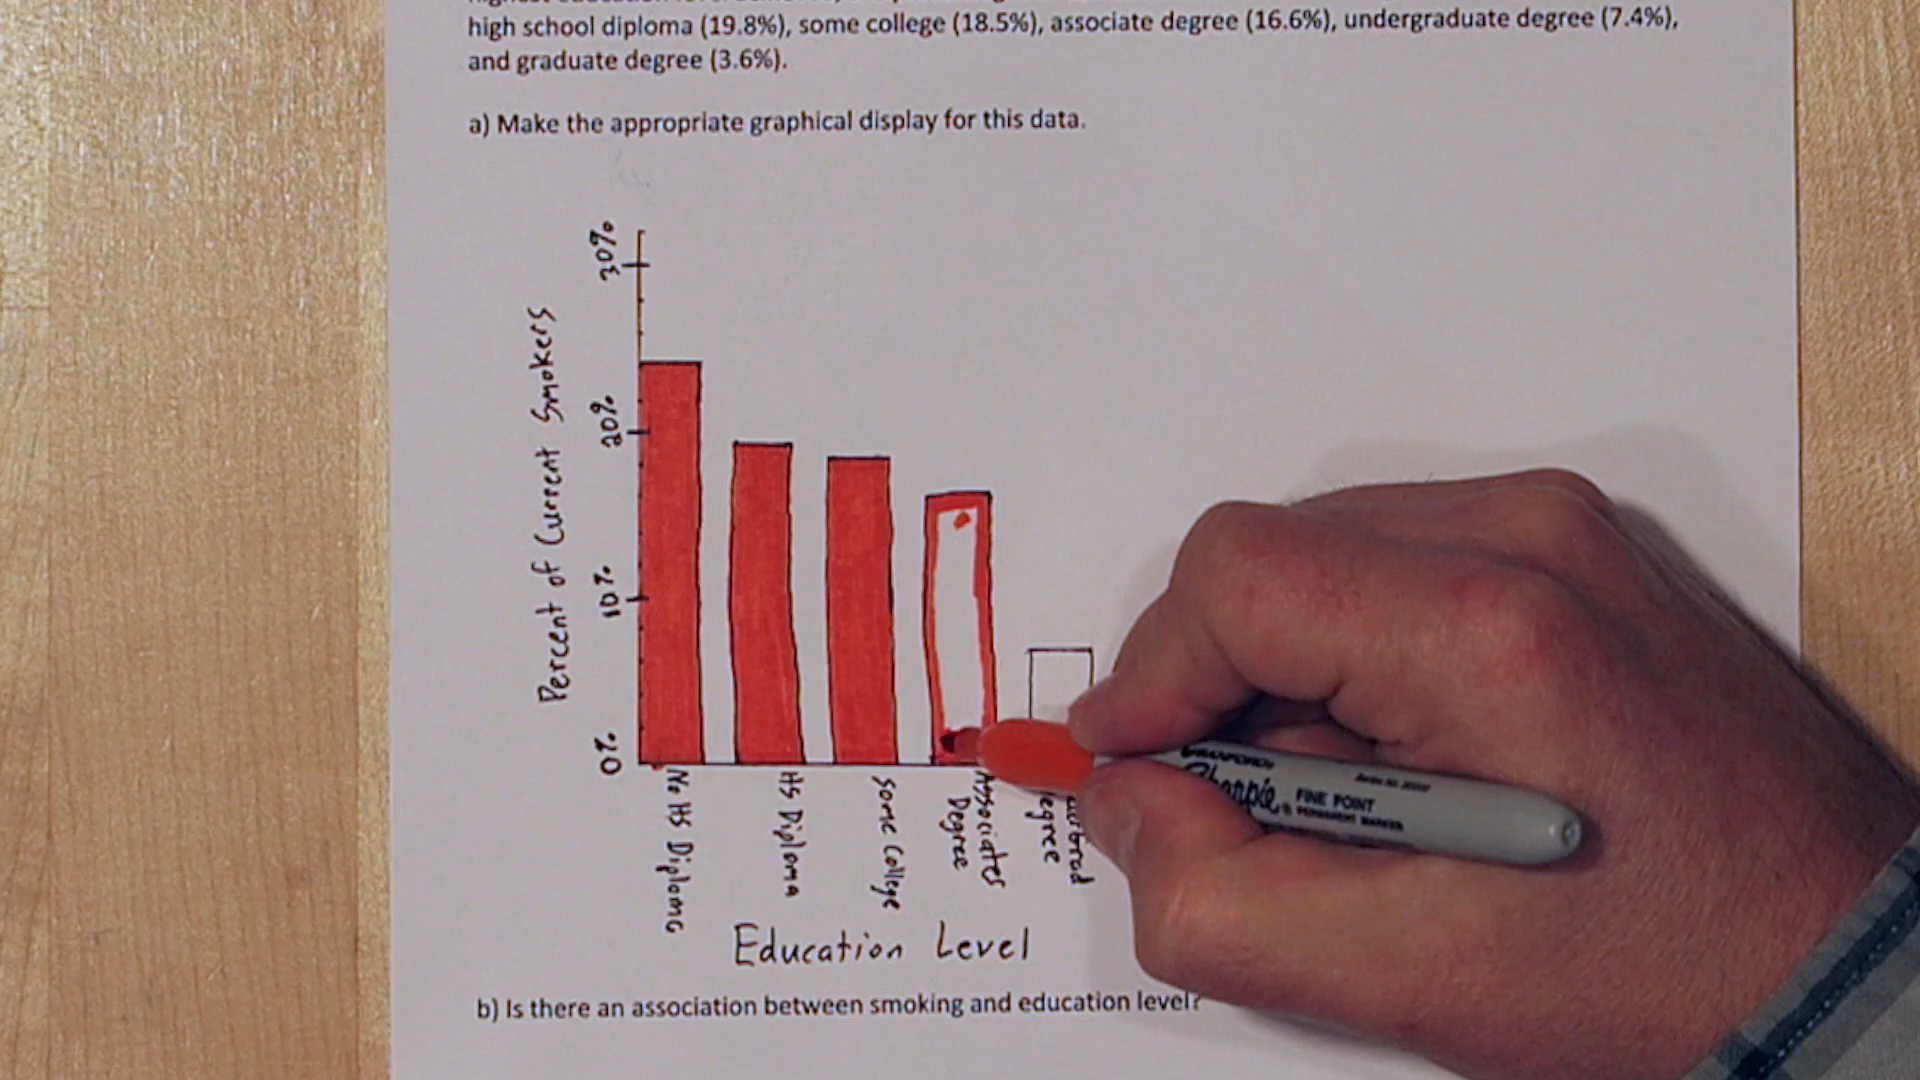 high school diploma (19.8%), some college (18.5%), associate degree (16.6%), undergraduate degree (7.4%),
and graduate degree (3.6%).
a) Make the appropriate graphical display for this data.
Percent of Current Smokers
30%
20%
10%
0%
No HS Diploma
HS Diploma
Some College
Associates
Degree
Education Level
b) Is there an association between smoking and education level?
Sharpie
FINE POINT
PERMANENT MARKER